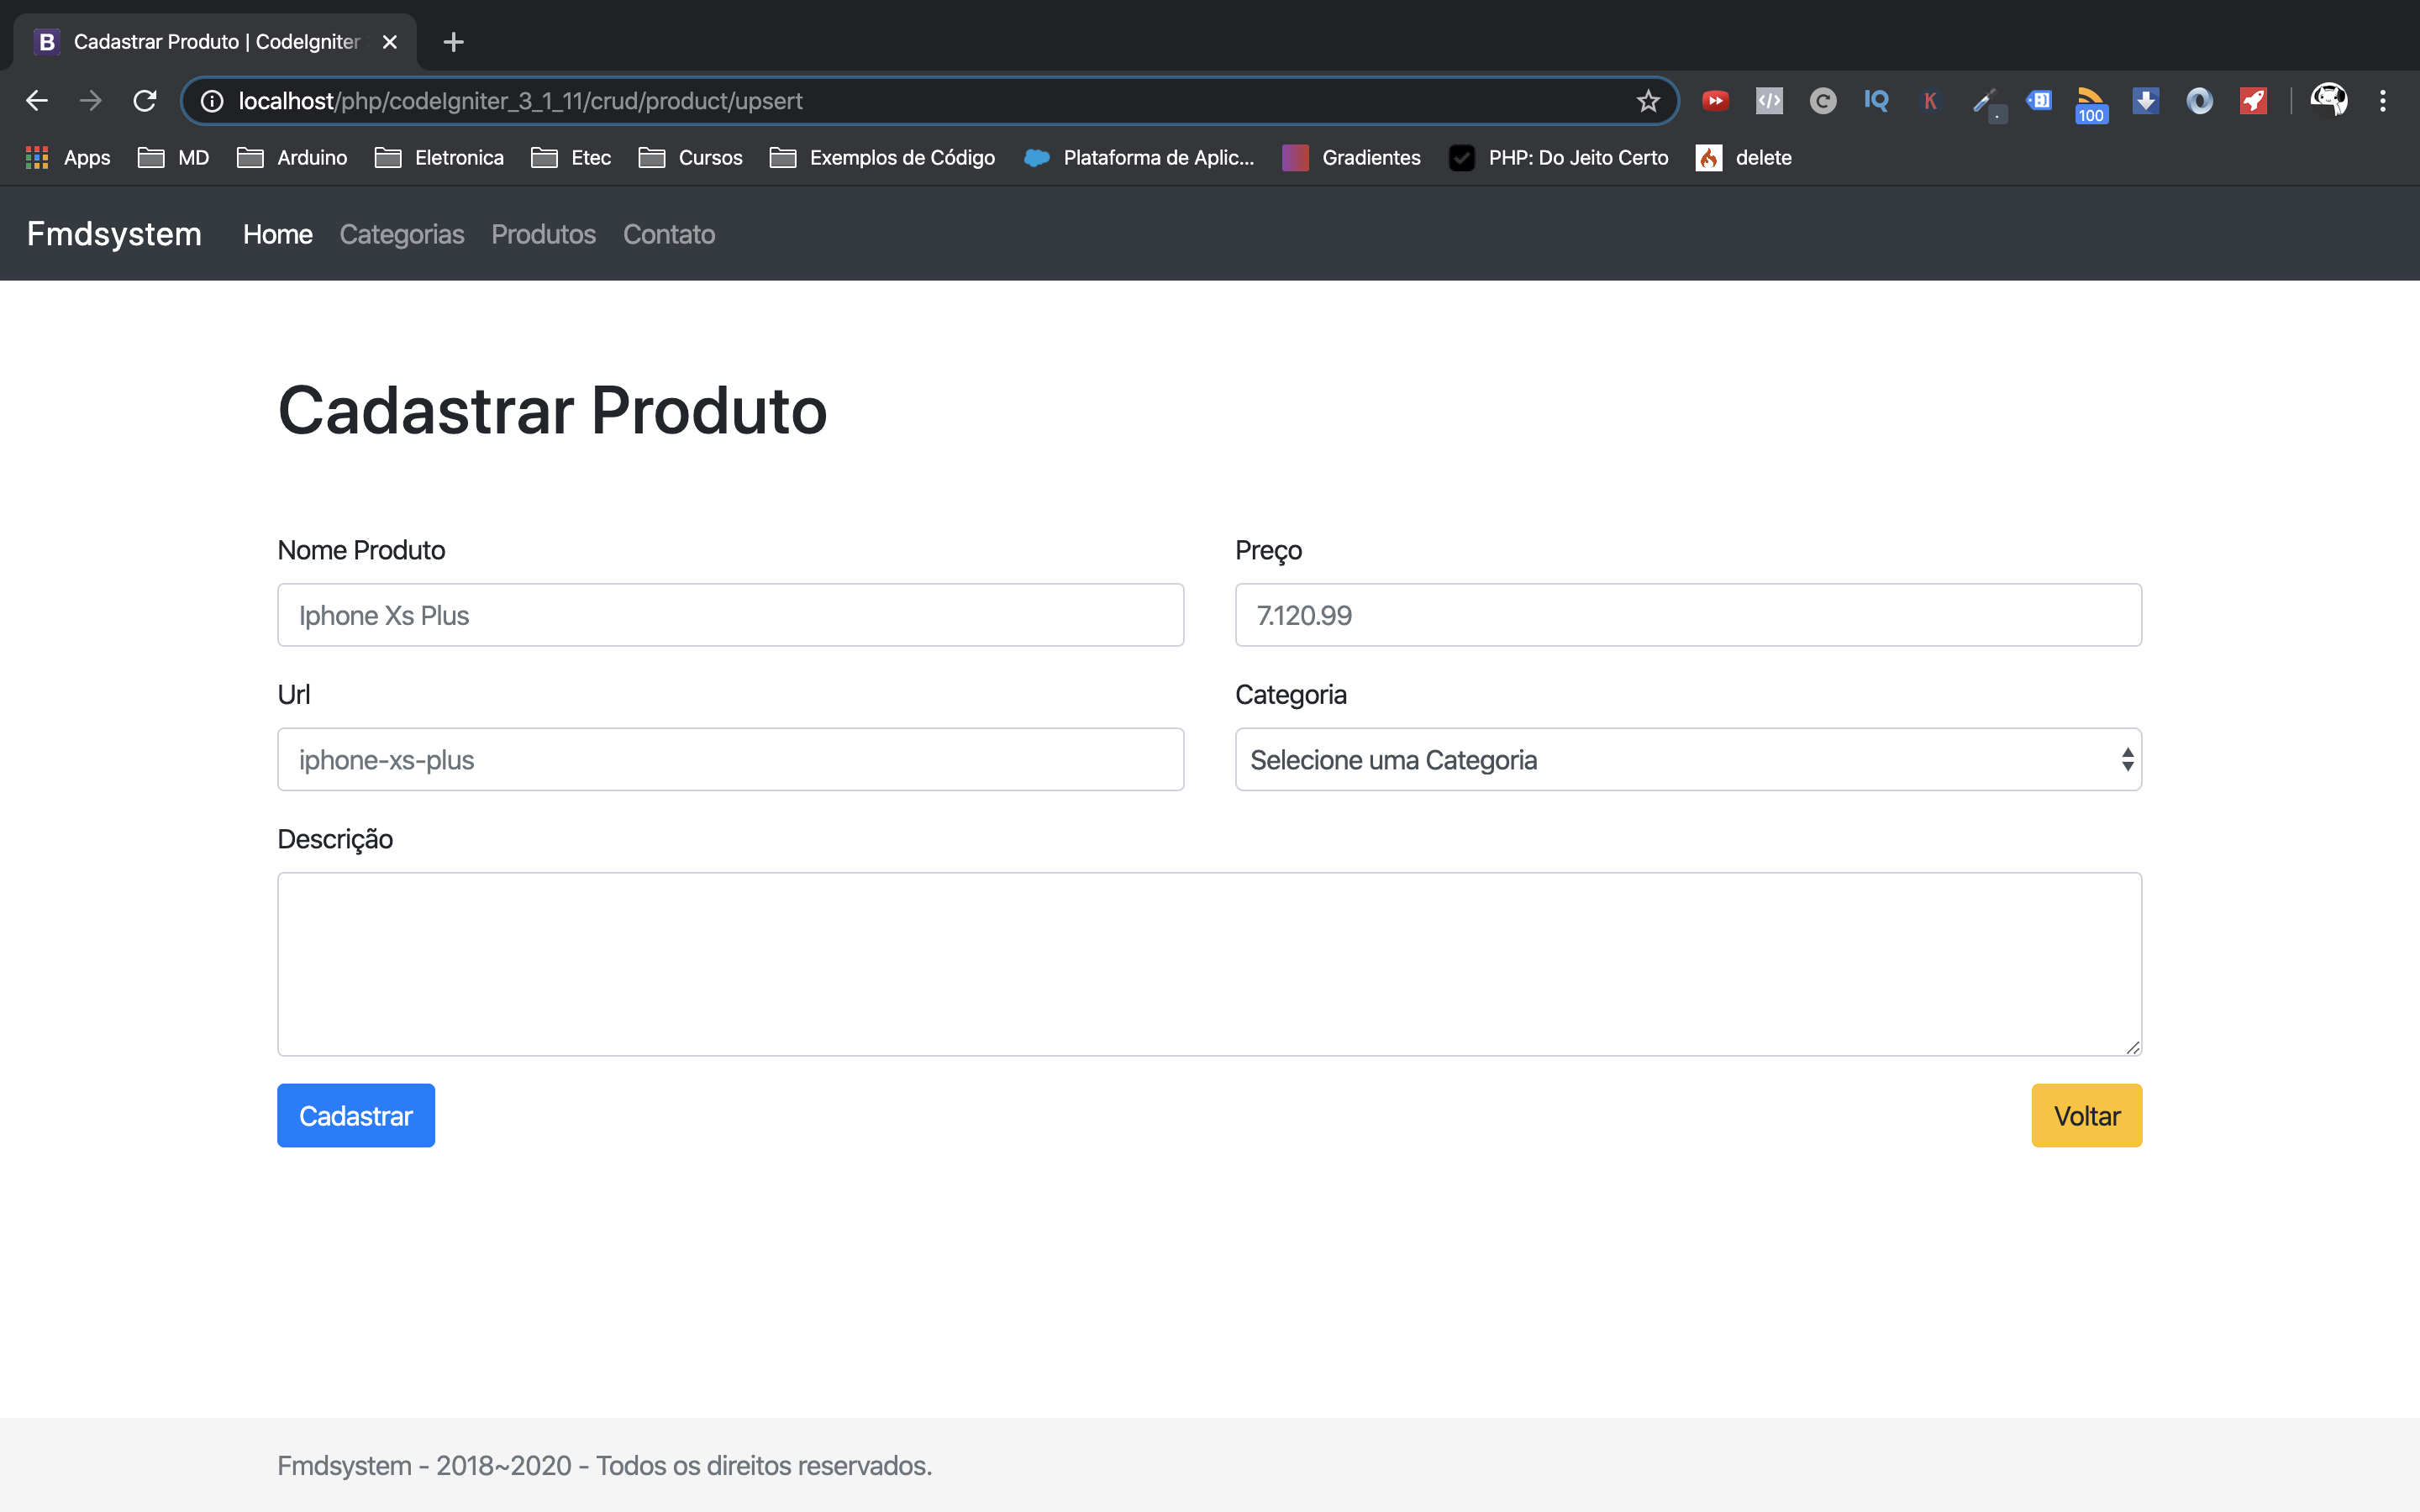 Cadastrar Produto | CodeIgniter
localhost/php/codeIgniter_3_1_11/crud/product/upsert
IQ
K
100
Apps MD Arduino Eletronica Etec Cursos Exemplos de Código Plataforma de Aplic... Gradientes PHP: Do Jeito Certo delete
Fmdsystem Home Categorias Produtos Contato
Cadastrar Produto
Nome Produto Preço
Iphone Xs Plus 7.120.99
Url Categoria
iphone-xs-plus Selecione uma Categoria
Descrição
Cadastrar Voltar
Fmdsystem - 2018~2020 - Todos os direitos reservados.